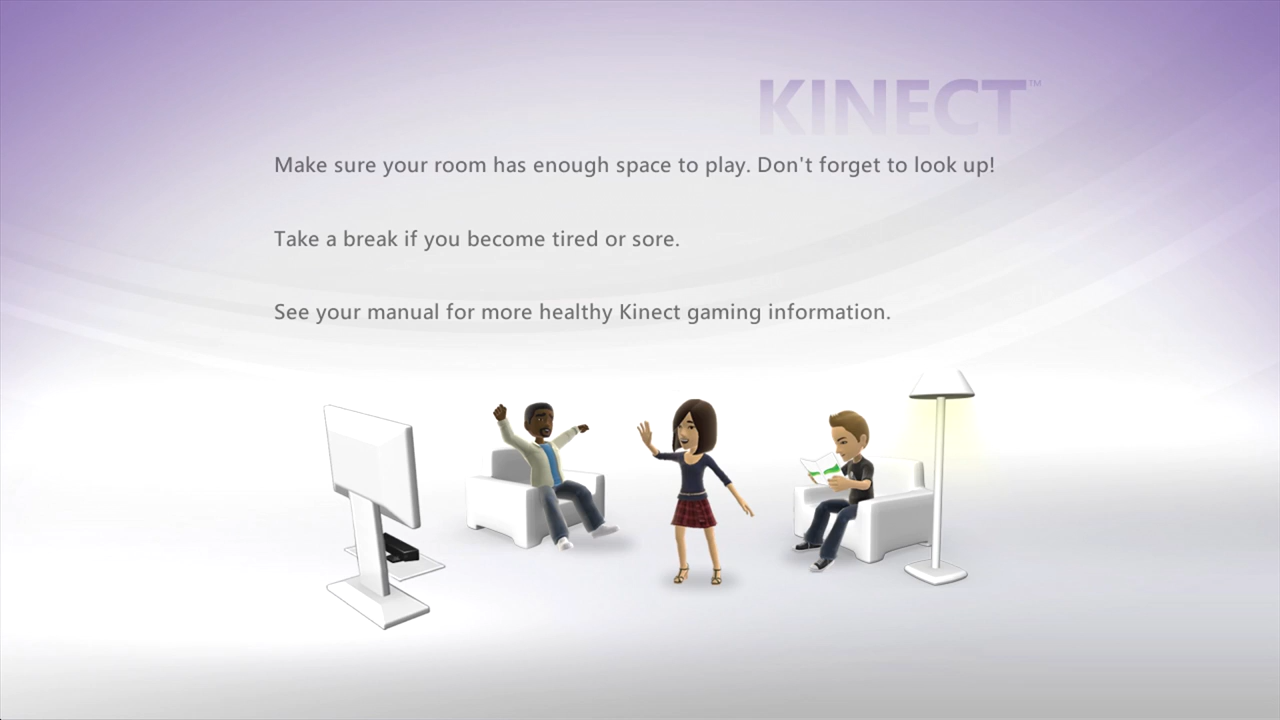 KINECT™
Make sure your room has enough space to play. Don't forget to look up!
Take a break if you become tired or sore.
See your manual for more healthy Kinect gaming information.